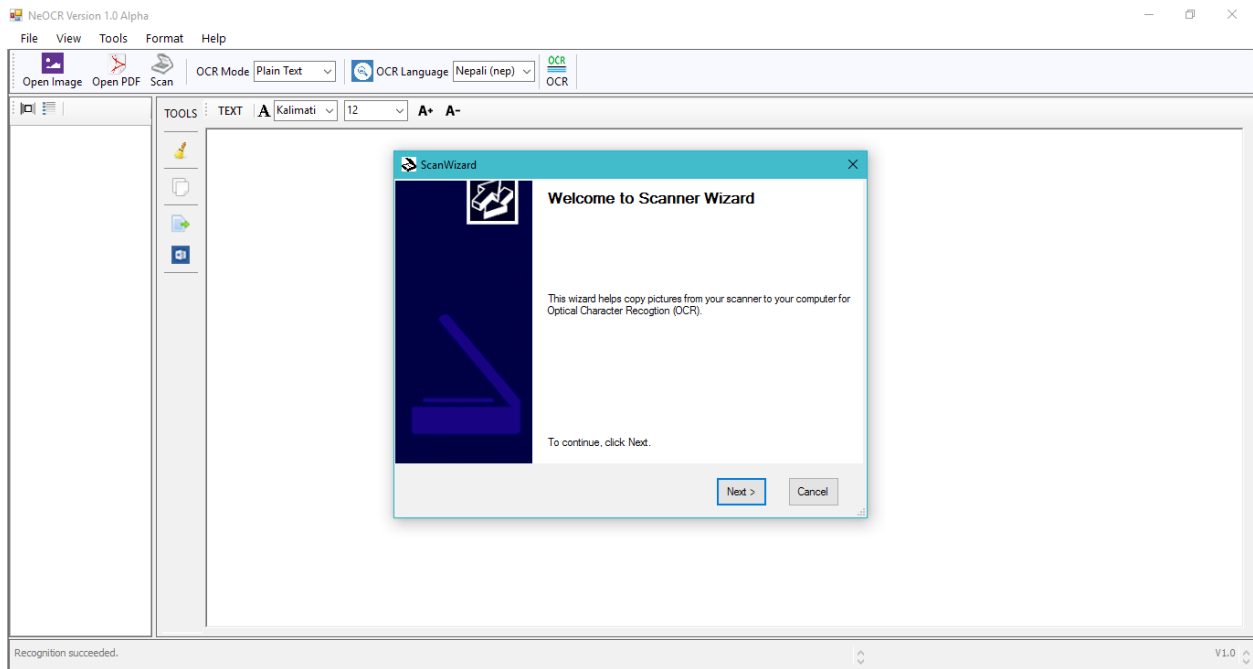 NeOCR Version 1.0 Alpha
File View Tools Format Help
OCR
Open Image Open PDF Scan OCR Mode Plain Text OCR Language Nepali (nep) OCR
TOOLS TEXT A Kalimati 12 A+ A-
ScanWizard
Welcome to Scanner Wizard
This wizard helps copy pictures from your scanner to your computer for
Optical Character Recogtion (OCR).
To continue, click Next.
Next > Cancel
Recognition succeeded. V1.0